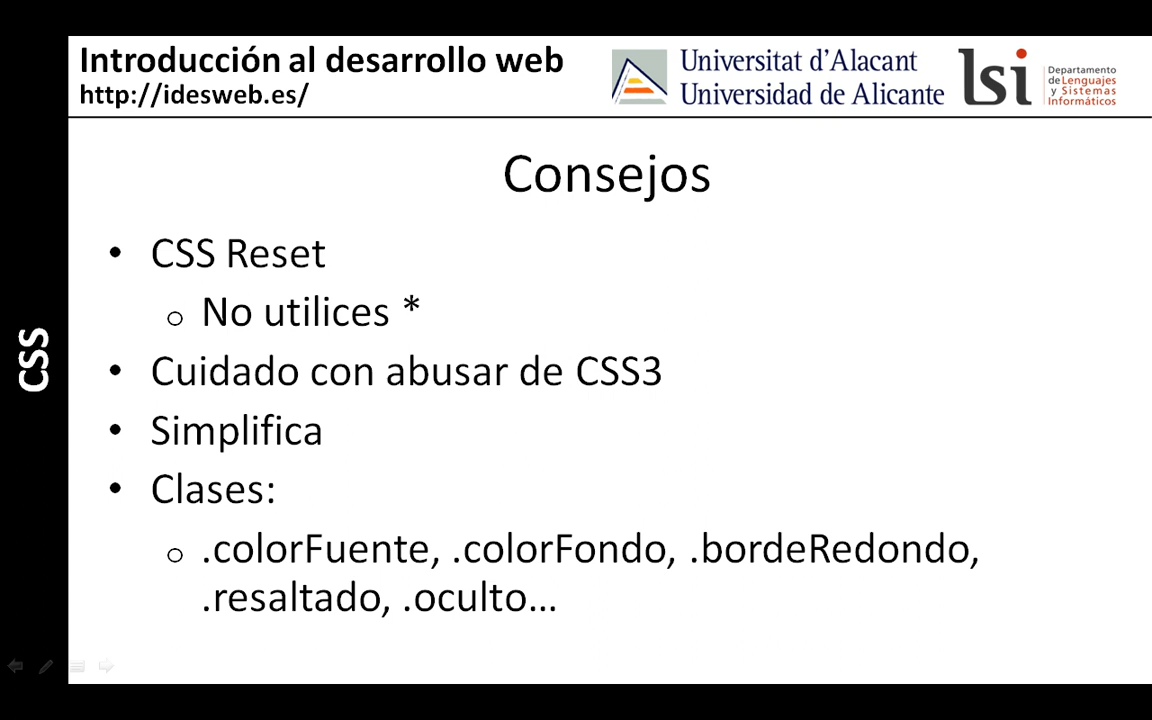 Introducción al desarrollo web
http://idesweb.es/
Universitat d'Alacant
Universidad de Alicante
lsi
Departamento
de Lenguajes
y Sistemas
Informáticos
CSS
Consejos
• CSS Reset
o No utilices *
• Cuidado con abusar de CSS3
• Simplifica
• Clases:
o .colorFuente, .colorFondo, .bordeRedondo,
.resaltado, .oculto…